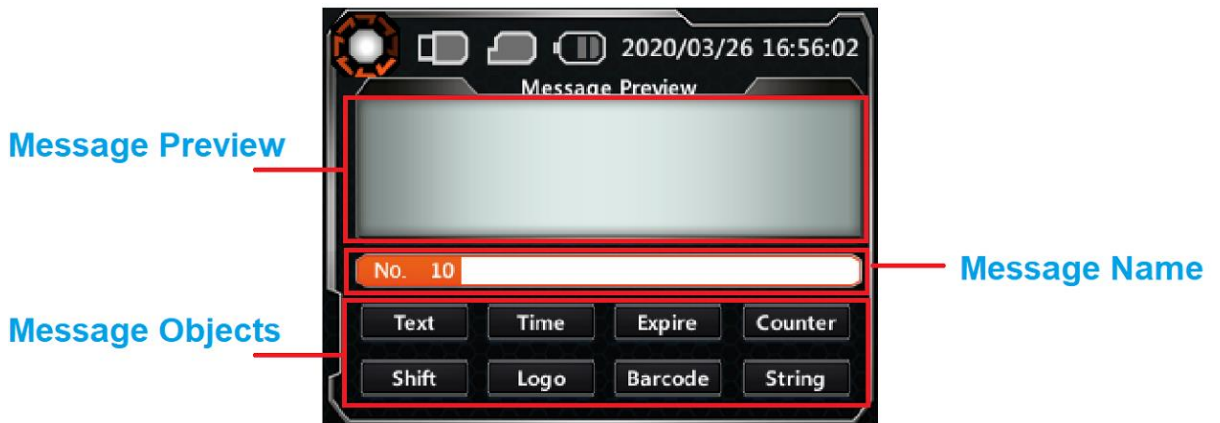 2020/03/26 16:56:02
Message Preview
Message Preview
No. 10
Message Name
Message Objects
Text Time Expire Counter
Shift Logo Barcode String